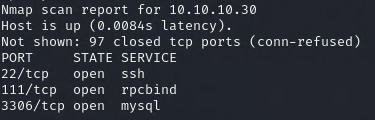 Nmap scan report for 10.10.10.30
Host is up (0.0084s latency).
Not shown: 97 closed tcp ports (conn-refused)
PORT     STATE SERVICE
22/tcp   open  ssh
111/tcp  open  rpcbind
3306/tcp open  mysql